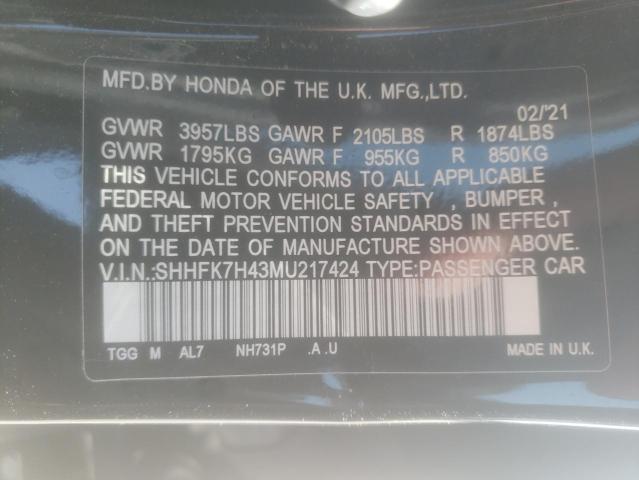 MFD.BY HONDA OF THE U.K. MFG.,LTD.
02/'21
GVWR 3957LBS GAWR F 2105LBS R 1874LBS
GVWR 1795KG GAWR F 955KG R 850KG
THIS VEHICLE CONFORMS TO ALL APPLICABLE
FEDERAL MOTOR VEHICLE SAFETY , BUMPER ,
AND THEFT PREVENTION STANDARDS IN EFFECT
ON THE DATE OF MANUFACTURE SHOWN ABOVE.
V.I.N.:SHHFK7H43MU217424 TYPE:PASSENGER CAR
TGG M AL7 NH731P .A .U MADE IN U.K.